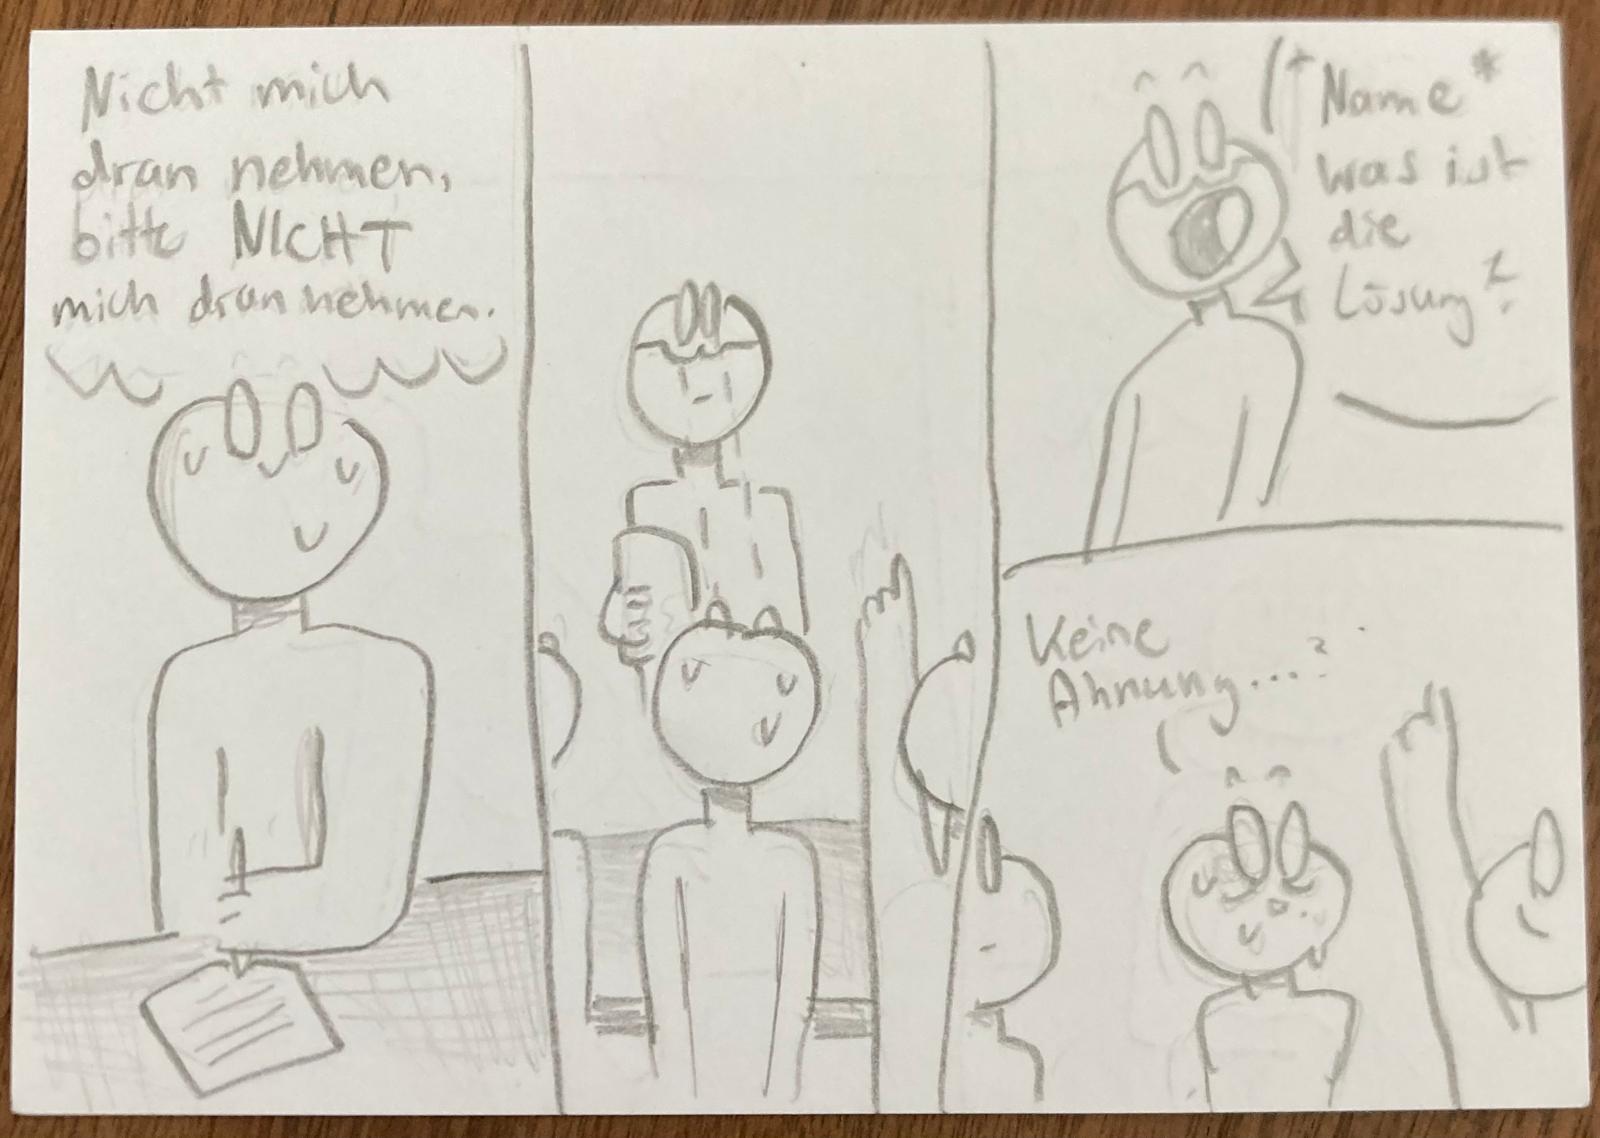 Nicht mich
dran nehmen,
bitte NICHT
mich dran nehmen.
*Name*
was ist
die
Lösung?
Keine
Ahnung...?